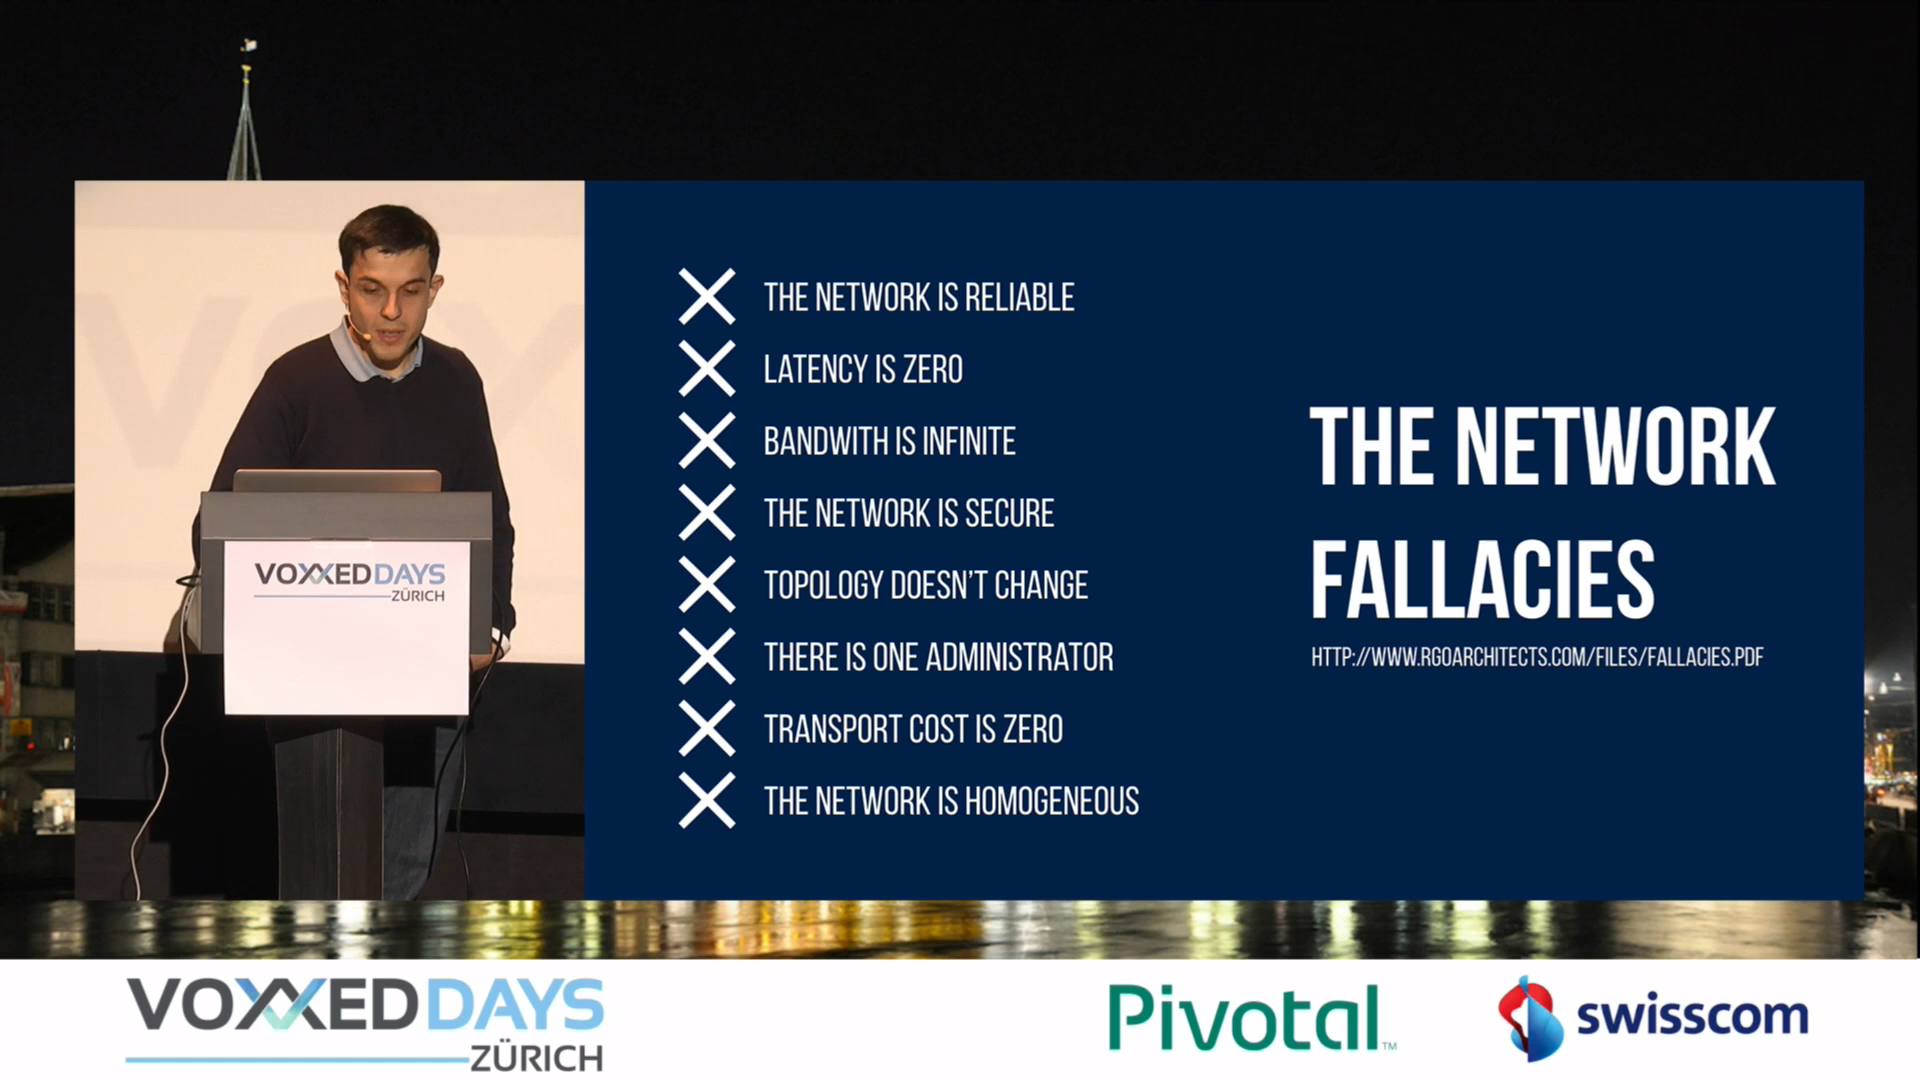 THE NETWORK IS RELIABLE
LATENCY IS ZERO
BANDWITH IS INFINITE
THE NETWORK IS SECURE
TOPOLOGY DOESN'T CHANGE
THERE IS ONE ADMINISTRATOR
TRANSPORT COST IS ZERO
THE NETWORK IS HOMOGENEOUS
THE NETWORK
FALLACIES
HTTP://WWW.RGOARCHITECTS.COM/FILES/FALLACIES.PDF
VOXXED DAYS
ZÜRICH
VOXXED DAYS
ZÜRICH
Pivotal™
swisscom